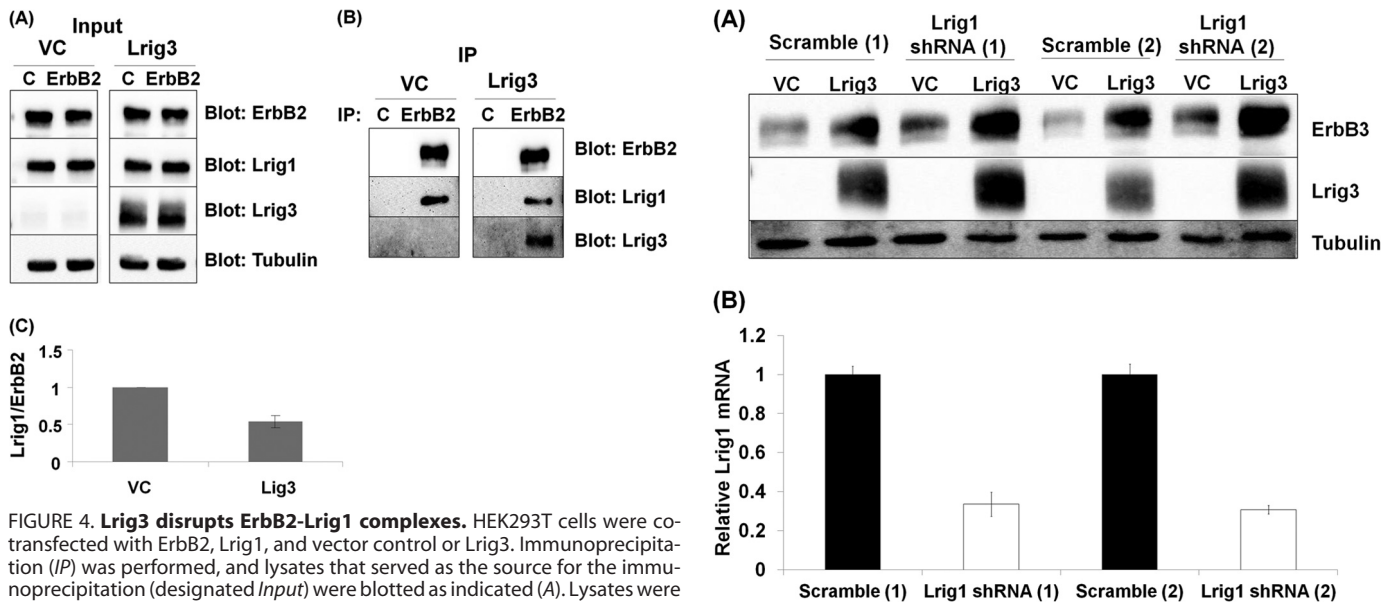 (A)
Input
VC Lrig3
C ErbB2 C ErbB2
Blot: ErbB2
Blot: Lrig1
Blot: Lrig3
Blot: Tubulin
(B)
IP
VC Lrig3
IP: C ErbB2 C ErbB2
Blot: ErbB2
Blot: Lrig1
Blot: Lrig3
(C)
Lrig1/ErbB2
1.5
1
0.5
0
VC Lig3
FIGURE 4. Lrig3 disrupts ErbB2-Lrig1 complexes. HEK293T cells were co-
transfected with ErbB2, Lrig1, and vector control or Lrig3. Immunoprecipita-
tion (IP) was performed, and lysates that served as the source for the immu-
noprecipitation (designated Input) were blotted as indicated (A). Lysates were
(A)
Scramble (1) Lrig1 shRNA (1) Scramble (2) Lrig1 shRNA (2)
VC Lrig3 VC Lrig3 VC Lrig3 VC Lrig3
ErbB3
Lrig3
Tubulin
(B)
Relative Lrig1 mRNA
1.2
1
0.8
0.6
0.4
0.2
0
Scramble (1) Lrig1 shRNA (1) Scramble (2) Lrig1 shRNA (2)